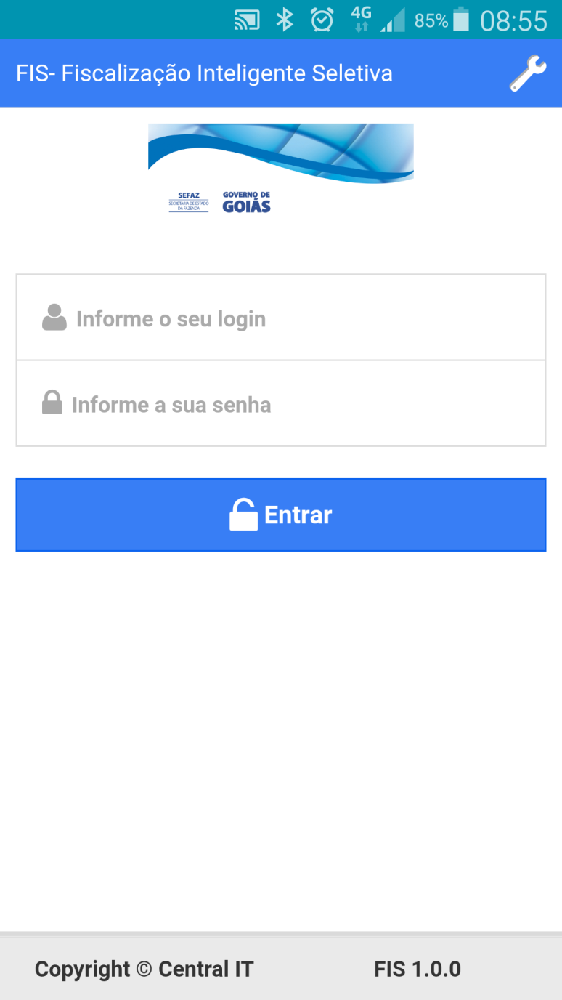 4G 85% 08:55
FIS- Fiscalização Inteligente Seletiva
SEFAZ
SECRETARIA DE ESTADO
DA FAZENDA
GOVERNO DE
GOIÁS
Informe o seu login
Informe a sua senha
Entrar
Copyright © Central IT FIS 1.0.0